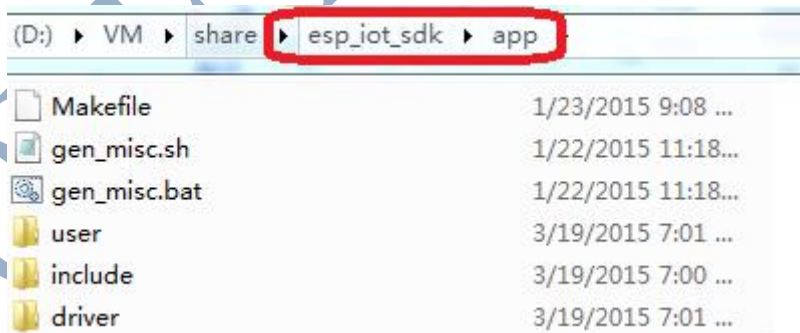 (D:) ▸ VM ▸ share ▸ esp_iot_sdk ▸ app
Makefile 1/23/2015 9:08 ...
gen_misc.sh 1/22/2015 11:18...
gen_misc.bat 1/22/2015 11:18...
user 3/19/2015 7:01 ...
include 3/19/2015 7:00 ...
driver 3/19/2015 7:01 ...